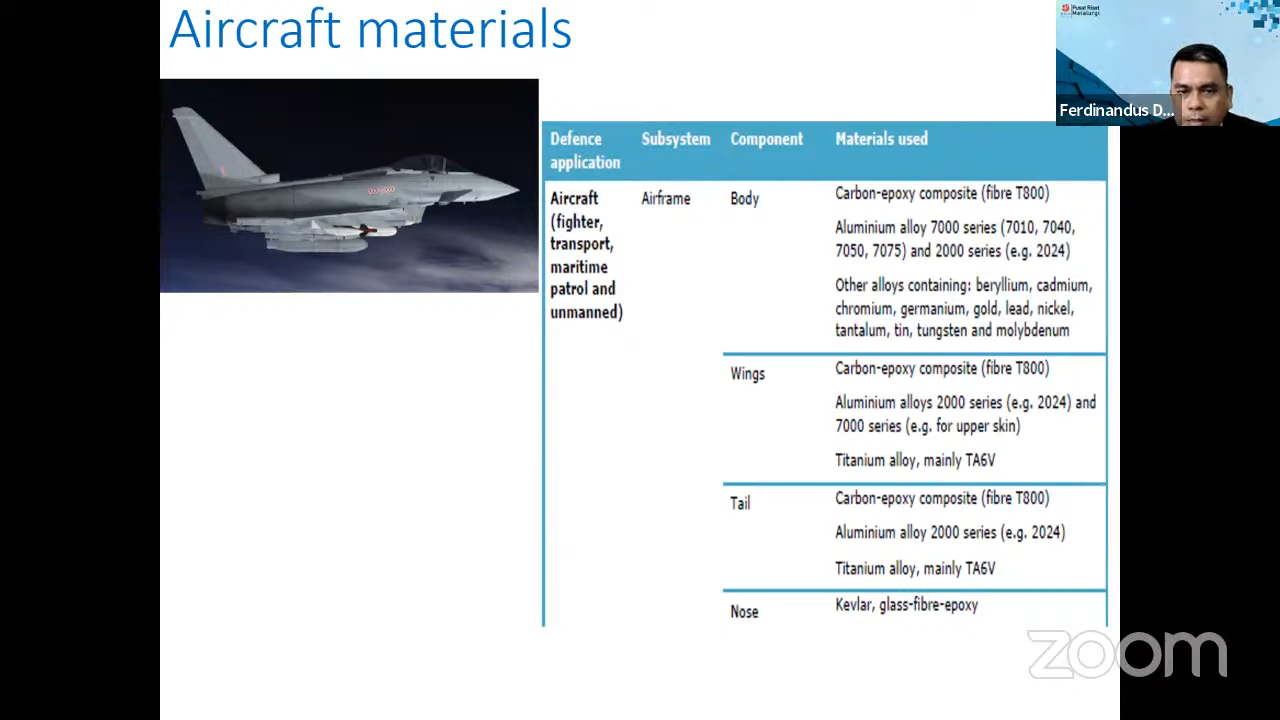 Aircraft materials
Pusat Riset
Metalurgi
Ferdinandus D...
Defence
application
Subsystem
Component
Materials used
Aircraft
(fighter,
transport,
maritime
patrol and
unmanned)
Airframe
Body
Carbon-epoxy composite (fibre T800)
Aluminium alloy 7000 series (7010, 7040,
7050, 7075) and 2000 series (e.g. 2024)
Other alloys containing: beryllium, cadmium,
chromium, germanium, gold, lead, nickel,
tantalum, tin, tungsten and molybdenum
Wings
Carbon-epoxy composite (fibre T800)
Aluminium alloys 2000 series (e.g. 2024) and
7000 series (e.g. for upper skin)
Titanium alloy, mainly TA6V
Tail
Carbon-epoxy composite (fibre T800)
Aluminium alloy 2000 series (e.g. 2024)
Titanium alloy, mainly TA6V
Nose
Kevlar, glass-fibre-epoxy
zoom